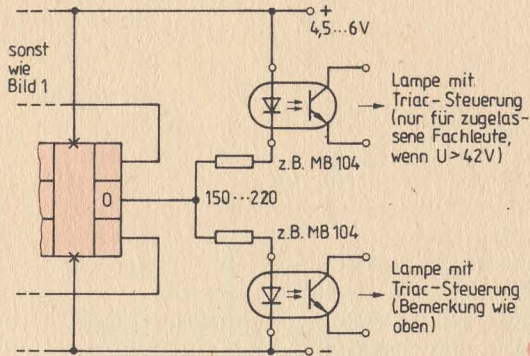 +
4,5...6V
sonst
wie
Bild 1
Lampe mit
Triac-Steuerung
(nur für zugelas-
sene Fachleute,
wenn U>42V)
z.B. MB 104
0
150...220
z.B. MB 104
Lampe mit
Triac-Steuerung
(Bemerkung wie
oben)
-